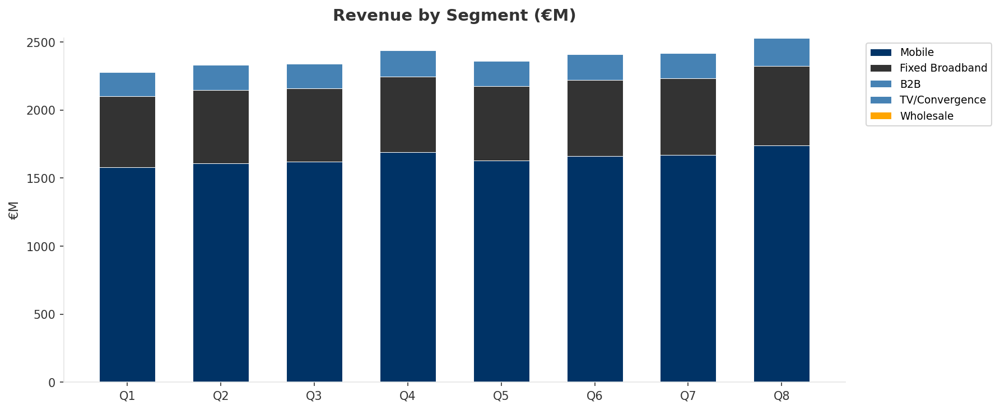 Revenue by Segment (€M)
2500
2000
1500
1000
500
0
€M
Q1 Q2 Q3 Q4 Q5 Q6 Q7 Q8
Mobile
Fixed Broadband
B2B
TV/Convergence
Wholesale